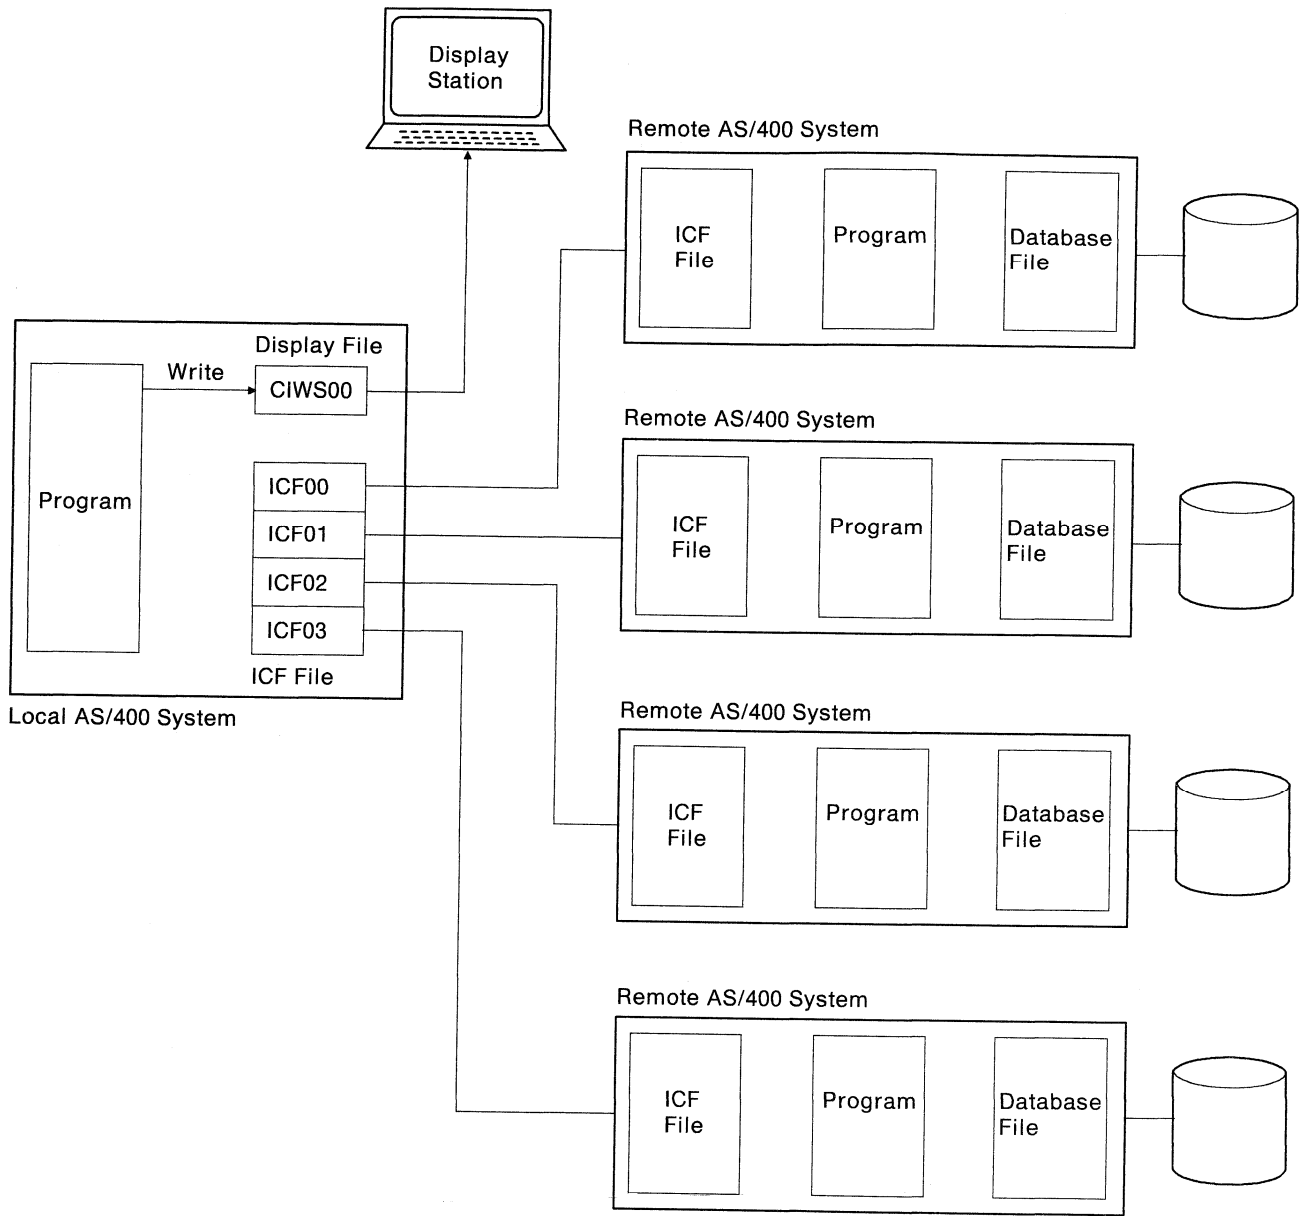 Display
Station
Remote AS/400 System
ICF
File
Program
Database
File
Display File
Write
CIWS00
Program
ICF00
ICF01
ICF02
ICF03
ICF File
Local AS/400 System
Remote AS/400 System
ICF
File
Program
Database
File
Remote AS/400 System
ICF
File
Program
Database
File
Remote AS/400 System
ICF
File
Program
Database
File